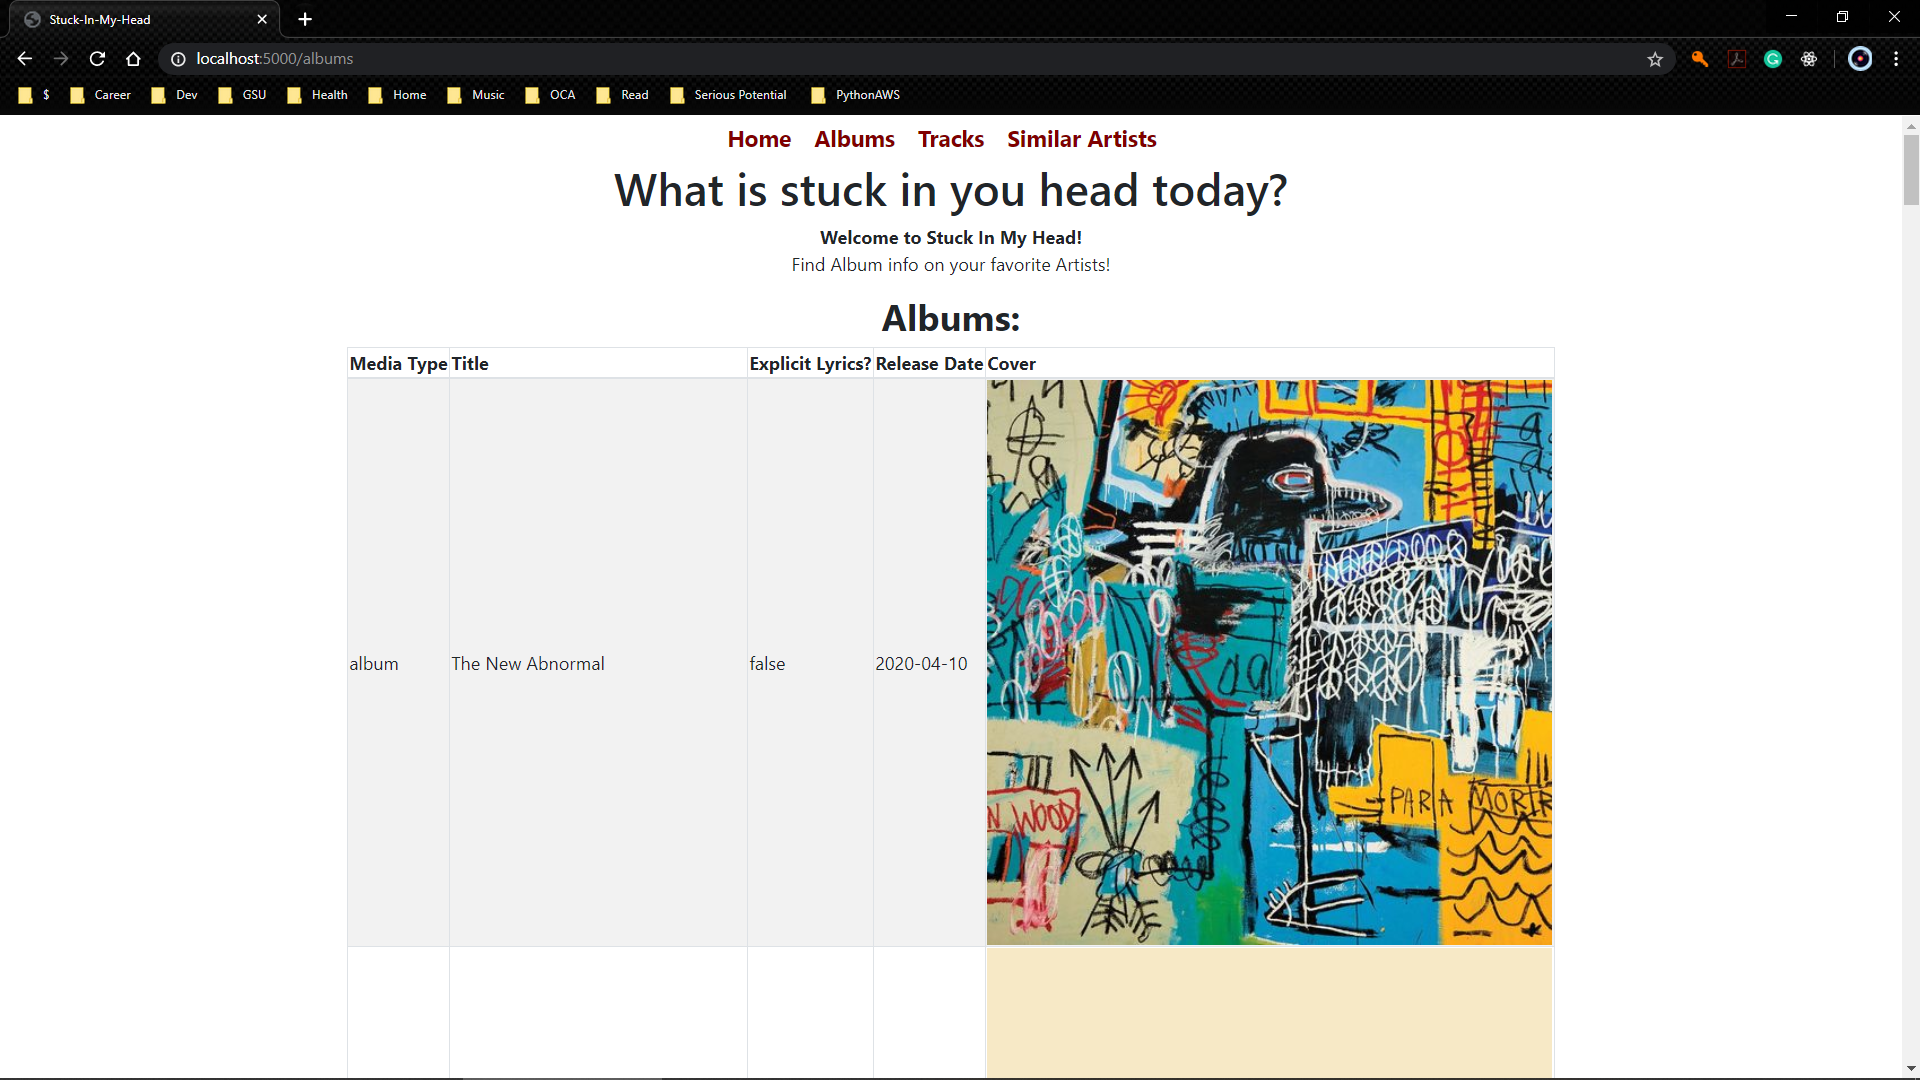 Stuck-In-My-Head
localhost:5000/albums
$ Career Dev GSU Health Home Music OCA Read Serious Potential PythonAWS
Home Albums Tracks Similar Artists
What is stuck in you head today?
Welcome to Stuck In My Head!
Find Album info on your favorite Artists!
Albums:
Media Type Title Explicit Lyrics? Release Date Cover
album The New Abnormal false 2020-04-10
PARA MORIR
N WOOD